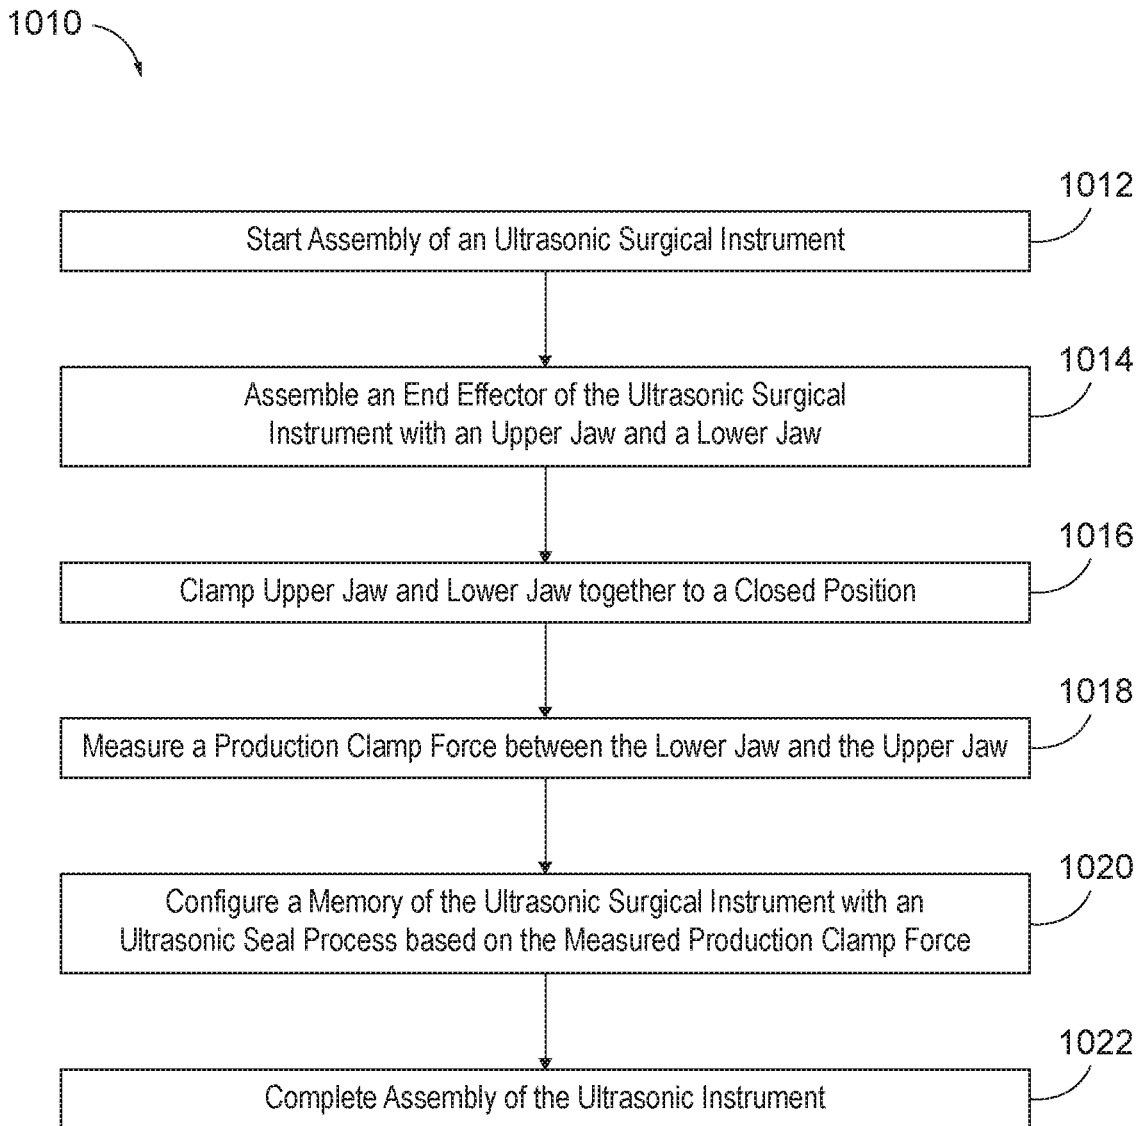 1010
1012
Start Assembly of an Ultrasonic Surgical Instrument
1014
Assemble an End Effector of the Ultrasonic Surgical
Instrument with an Upper Jaw and a Lower Jaw
1016
Clamp Upper Jaw and Lower Jaw together to a Closed Position
1018
Measure a Production Clamp Force between the Lower Jaw and the Upper Jaw
1020
Configure a Memory of the Ultrasonic Surgical Instrument with an
Ultrasonic Seal Process based on the Measured Production Clamp Force
1022
Complete Assembly of the Ultrasonic Instrument